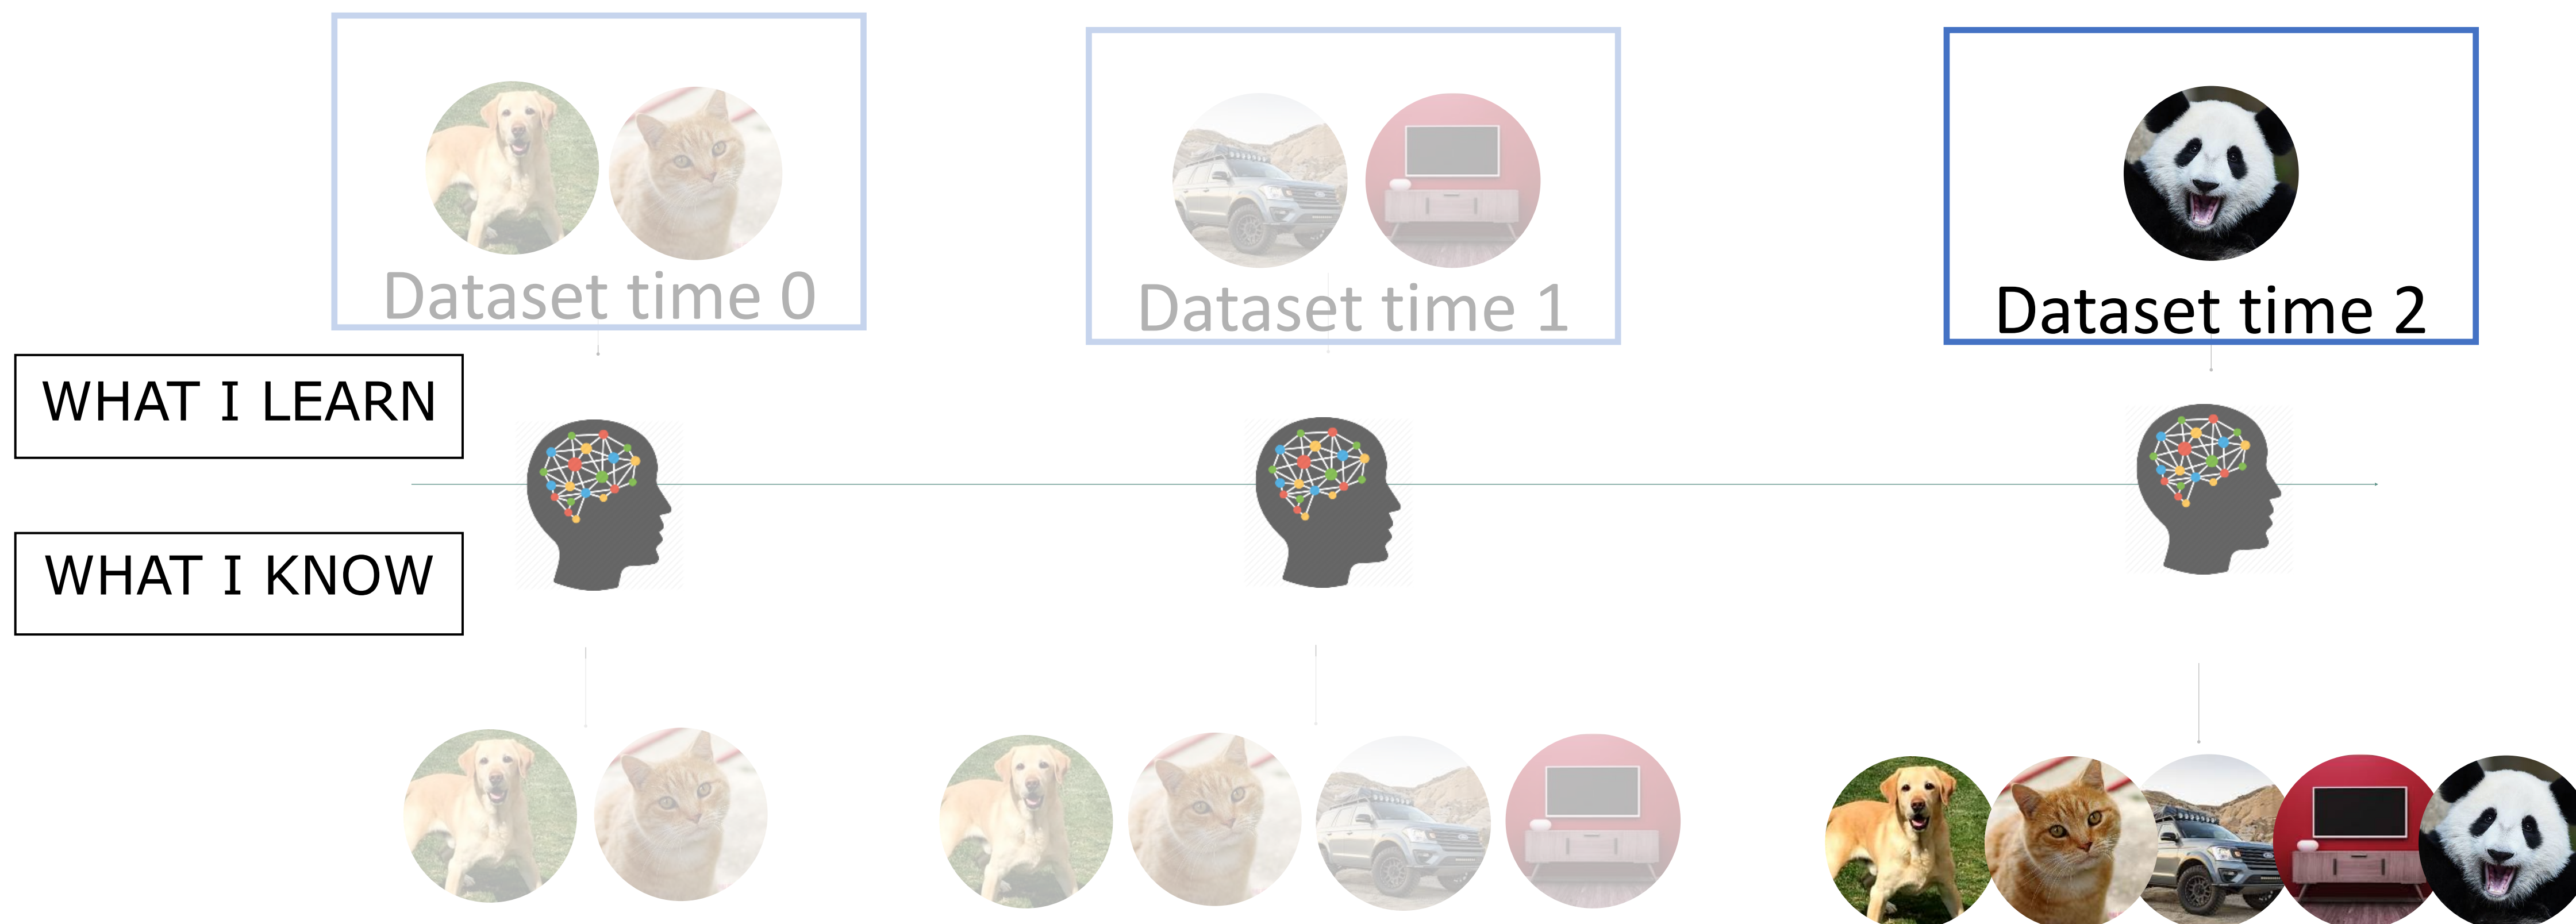 Dataset time 0
Dataset time 1
Dataset time 2
WHAT I LEARN
WHAT I KNOW